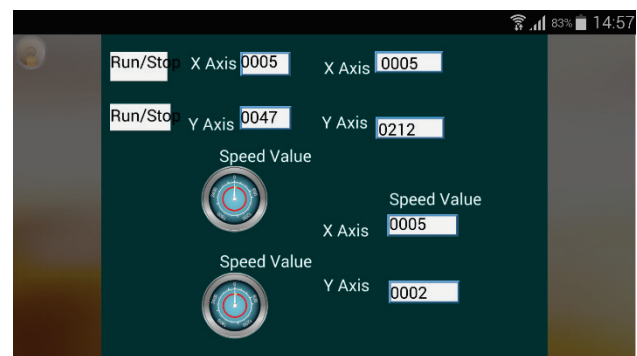 83% 14:57
Run/Stop X Axis 0005 X Axis 0005
Run/Stop Y Axis 0047 Y Axis 0212
Speed Value
Speed Value
X Axis 0005
Speed Value
Y Axis 0002